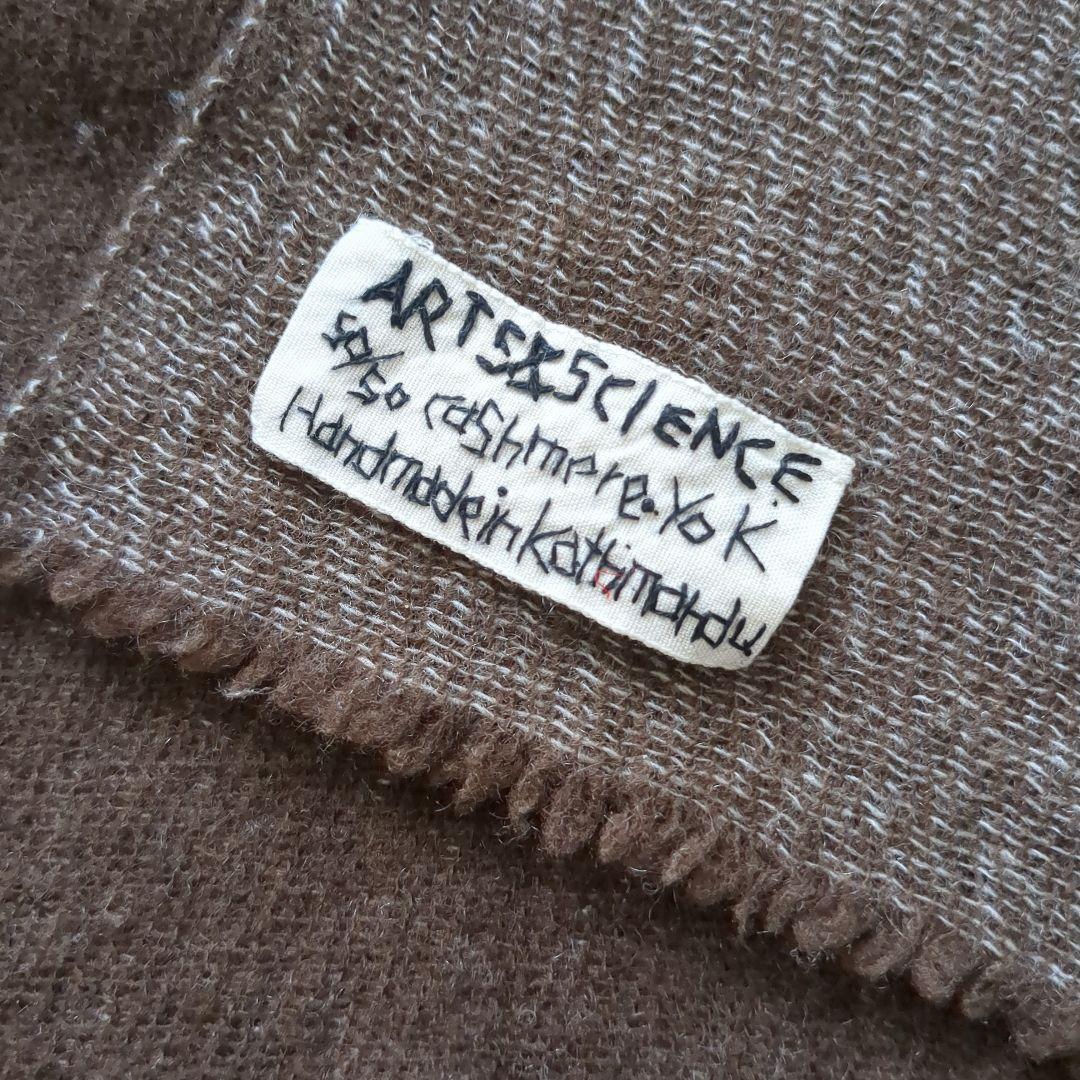 ARTS&SCIENCE.
50/50 cashmere.YoK
Handmade in Kathmandu